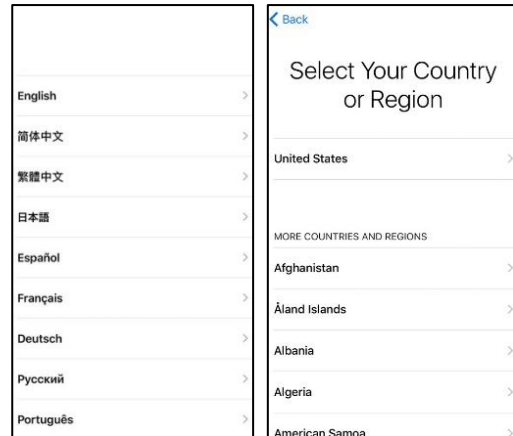 English
简体中文
繁體中文
日本語
Español
Français
Deutsch
Русский
Português
Back
Select Your Country
or Region
United States
MORE COUNTRIES AND REGIONS
Afghanistan
Åland Islands
Albania
Algeria
American Samoa